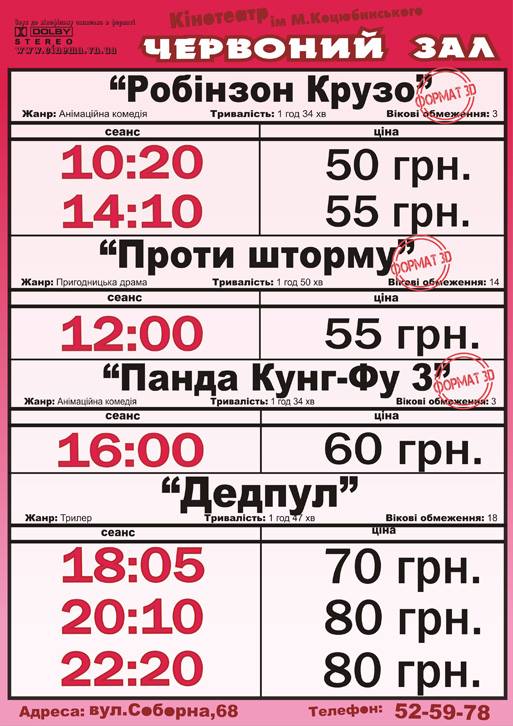 Звук по ліцензіону записано в форматі
DOLBY
STEREO
www.cinema.vn.ua
Кінотеатр ім М.Коцюбинського
ЧЕРВОНИЙ ЗАЛ
“Робінзон Крузо”
ФОРМАТ 3D
Жанр: Анімаційна комедія Тривалість: 1 год 34 хв Вікові обмеження: 3
сеанс ціна
10:20 50 грн.
14:10 55 грн.
“Проти шторму”
ФОРМАТ 3D
Жанр: Пригодницька драма Тривалість: 1 год 50 хв Вікові обмеження: 14
сеанс ціна
12:00 55 грн.
“Панда Кунг-Фу 3”
ФОРМАТ 3D
Жанр: Анімаційна комедія Тривалість: 1 год 34 хв Вікові обмеження: 3
сеанс ціна
16:00 60 грн.
“Дедпул”
Жанр: Трилер Тривалість: 1 год 47 хв Вікові обмеження: 18
сеанс ціна
18:05 70 грн.
20:10 80 грн.
22:20 80 грн.
Адреса: вул.Соборна,68 Телефон: 52-59-78